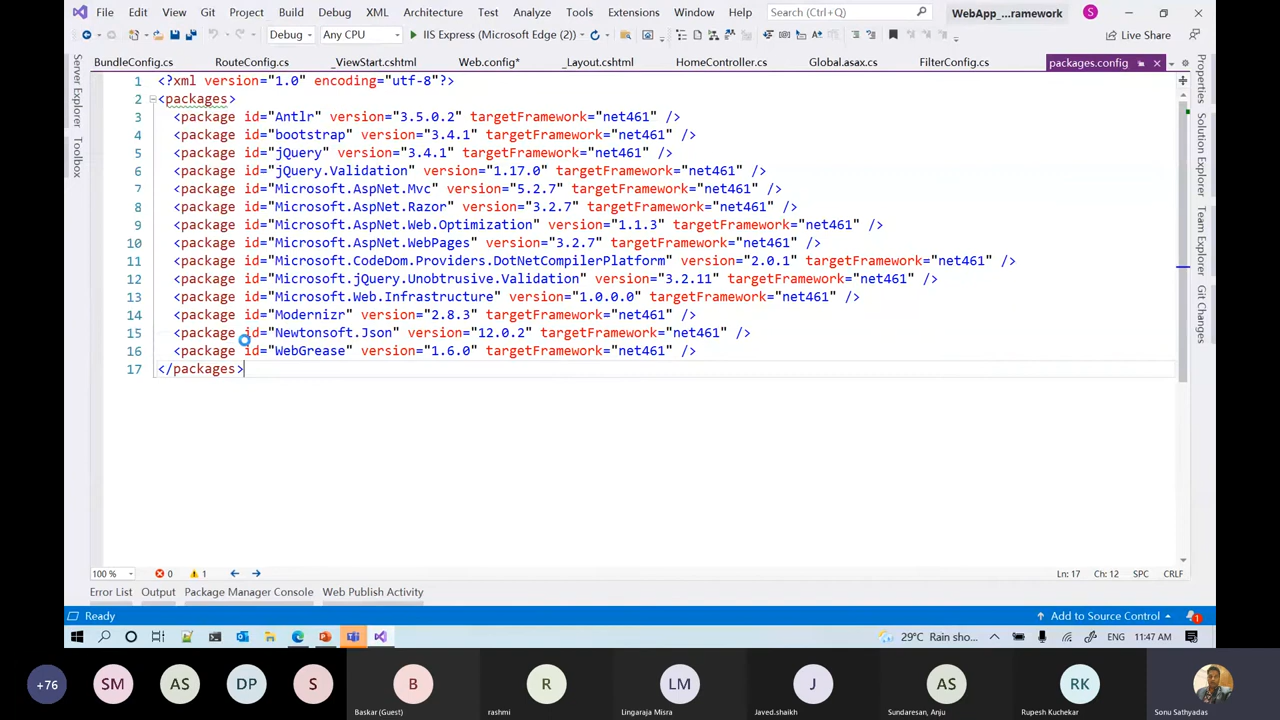 File Edit View Git Project Build Debug Test Analyze XML Architecture Tools Extensions Window Help Search (Ctrl+Q) WebApp_...ramework S
Debug Any CPU IIS Express (Microsoft Edge (2)) Live Share
BundleConfig.cs RouteConfig.cs _ViewStart.cshtml Web.config* _Layout.cshtml HomeController.cs Global.asax.cs FilterConfig.cs packages.config
Server Explorer
Toolbox
1 <?xml version="1.0" encoding="utf-8"?>
2 <packages>
3 <package id="Antlr" version="3.5.0.2" targetFramework="net461" />
4 <package id="bootstrap" version="3.4.1" targetFramework="net461" />
5 <package id="jQuery" version="3.4.1" targetFramework="net461" />
6 <package id="jQuery.Validation" version="1.17.0" targetFramework="net461" />
7 <package id="Microsoft.AspNet.Mvc" version="5.2.7" targetFramework="net461" />
8 <package id="Microsoft.AspNet.Razor" version="3.2.7" targetFramework="net461" />
9 <package id="Microsoft.AspNet.Web.Optimization" version="1.1.3" targetFramework="net461" />
10 <package id="Microsoft.AspNet.WebPages" version="3.2.7" targetFramework="net461" />
11 <package id="Microsoft.CodeDom.Providers.DotNetCompilerPlatform" version="2.0.1" targetFramework="net461" />
12 <package id="Microsoft.jQuery.Unobtrusive.Validation" version="3.2.11" targetFramework="net461" />
13 <package id="Microsoft.Web.Infrastructure" version="1.0.0.0" targetFramework="net461" />
14 <package id="Modernizr" version="2.8.3" targetFramework="net461" />
15 <package id="Newtonsoft.Json" version="12.0.2" targetFramework="net461" />
16 <package id="WebGrease" version="1.6.0" targetFramework="net461" />
17 </packages>
Properties
Solution Explorer
Team Explorer
Git Changes
100 % 0 1 Ln: 17 Ch: 12 SPC CRLF
Error List Output Package Manager Console Web Publish Activity
Ready Add to Source Control 1
29°C Rain sho... ENG 11:47 AM
+76 SM AS DP S B R LM J AS RK
Baskar (Guest) rashmi Lingaraja Misra Javed.shaikh Sundaresan, Anju Rupesh Kuchekar Sonu Sathyadas